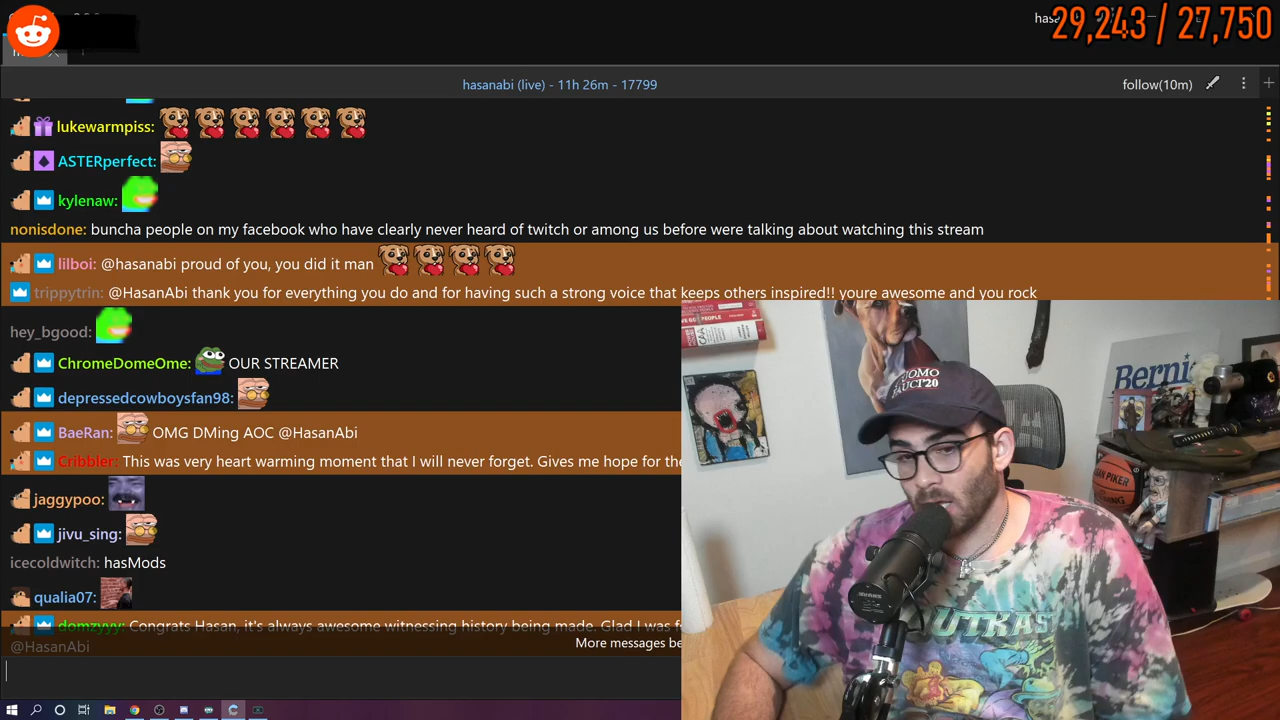 29,243 / 27,750
hasanabi (live) - 11h 26m - 17799
follow(10m)
lukewarmpiss:
ASTERperfect:
kylenaw:
nonisdone: buncha people on my facebook who have clearly never heard of twitch or among us before were talking about watching this stream
lilboi: @hasanabi proud of you, you did it man
trippytrin: @HasanAbi thank you for everything you do and for having such a strong voice that keeps others inspired!! youre awesome and you rock
hey_bgood:
ChromeDomeOme: OUR STREAMER
depressedcowboysfan98:
BaeRan: OMG DMing AOC @HasanAbi
Cribbler: This was very heart warming moment that I will never forget. Gives me hope for the
jaggypoo:
jivu_sing:
icecoldwitch: hasMods
qualia07:
domzyyy: Congrats Hasan, it's always awesome witnessing history being made. Glad I was
@HasanAbi
More messages be
Bernie
OUTKAST